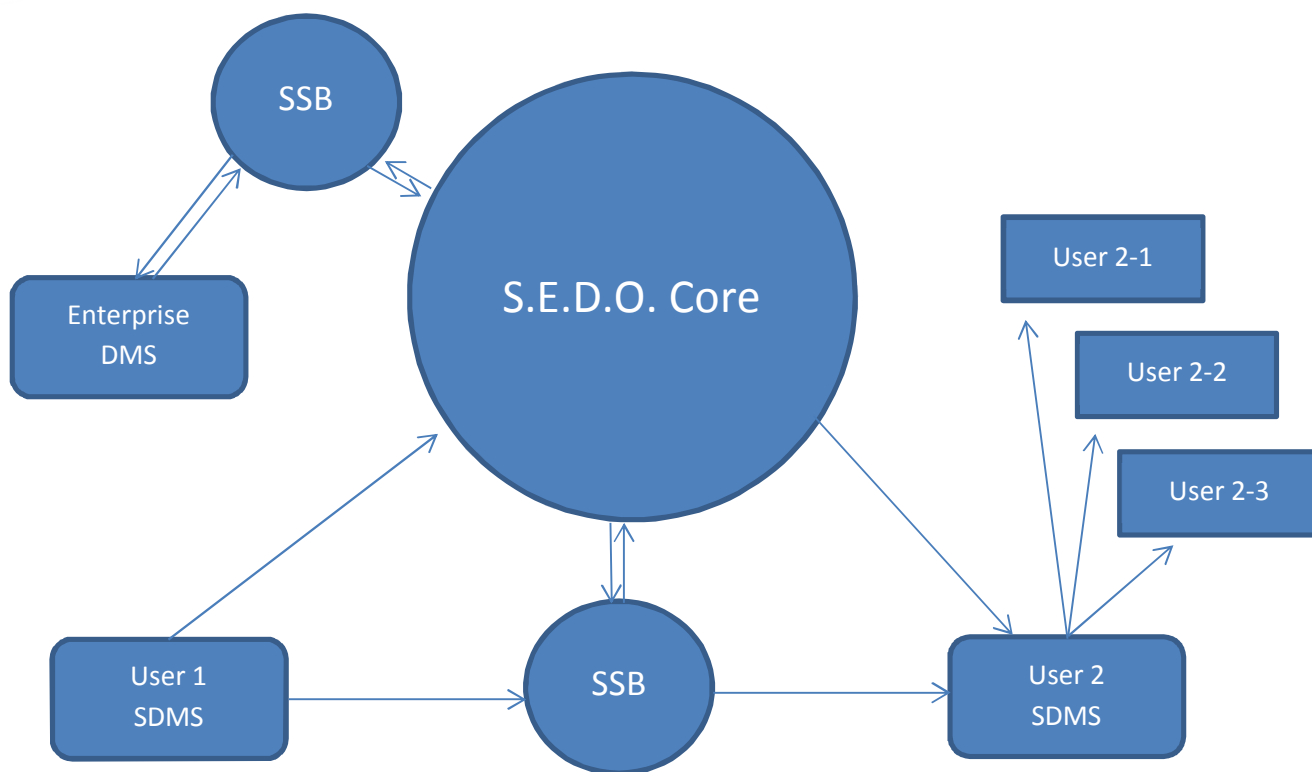 SSB
S.E.D.O. Core
User 2-1
Enterprise
DMS
User 2-2
User 2-3
User 1
SDMS
SSB
User 2
SDMS